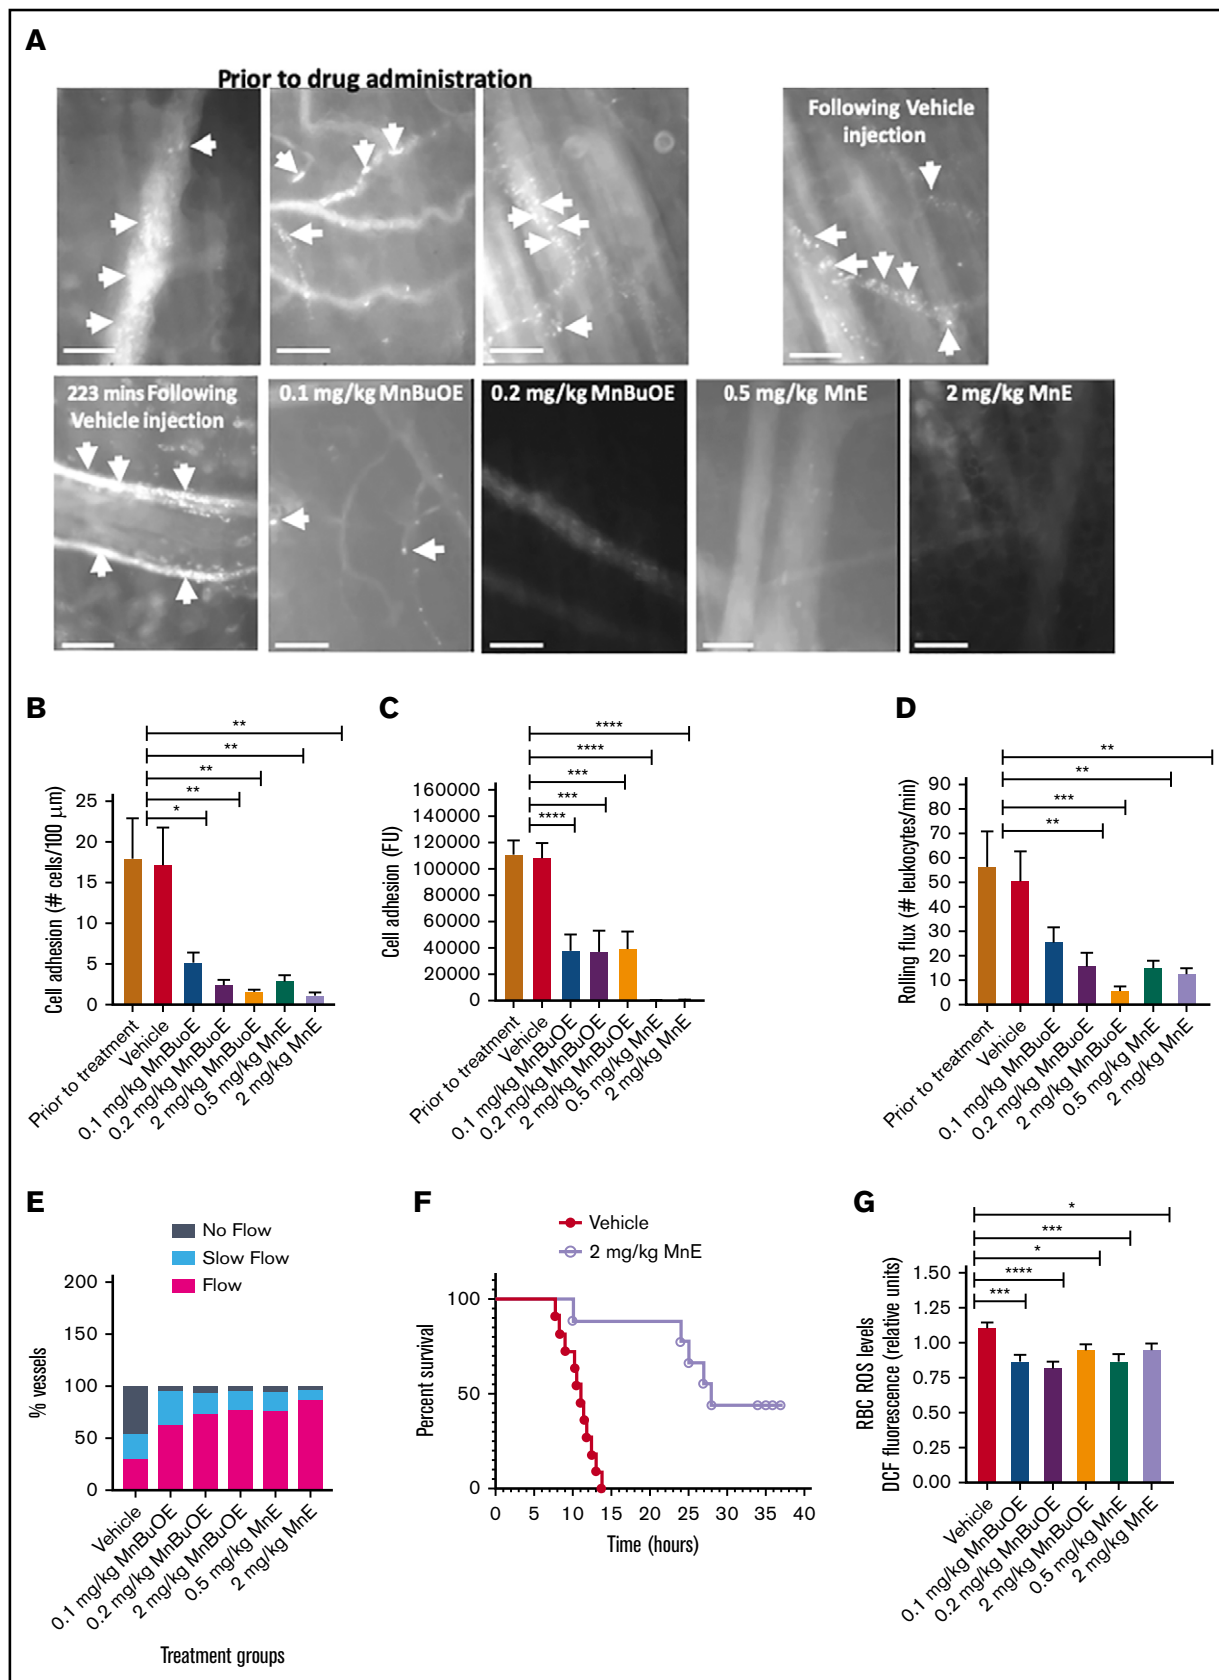 A
Prior to drug administration
Following Vehicle
injection
223 mins Following
Vehicle injection
0.1 mg/kg MnBuOE
0.2 mg/kg MnBuOE
0.5 mg/kg MnE
2 mg/kg MnE
B
**
**
**
**
*
25
20
15
10
5
0
Cell adhesion (# cells/100 μm)
Prior to treatment
Vehicle
0.1 mg/kg MnBuoE
0.2 mg/kg MnBuoE
2 mg/kg MnBuoE
0.5 mg/kg MnE
2 mg/kg MnE
C
****
****
***
***
****
160000
140000
120000
100000
80000
60000
40000
20000
0
Cell adhesion (FU)
Prior to treatment
Vehicle
0.1 mg/kg MnBUOE
0.2 mg/kg MnBuOE
2 mg/kg MnBuOE
0.5 mg/kg MnE
2 mg/kg MnE
D
**
**
***
**
90
80
70
60
50
40
30
20
10
0
Rolling flux (# leukocytes/min)
Prior to treatment
Vehicle
0.1 mg/kg MnBuoE
0.2 mg/kg MnBuoE
2 mg/kg MnBuoE
0.5 mg/kg MnE
2 mg/kg MnE
E
No Flow
Slow Flow
Flow
200
150
100
50
0
% vessels
Vehicle
0.1 mg/kg MnBuOE
0.2 mg/kg MnBuOE
2 mg/kg MnBuOE
0.5 mg/kg MnE
2 mg/kg MnE
Treatment groups
F
Vehicle
2 mg/kg MnE
100
50
0
Percent survival
0 5 10 15 20 25 30 35 40
Time (hours)
G
*
***
*
****
***
1.50
1.25
1.00
0.75
0.50
0.25
0.00
RBC ROS levels
DCF fluorescence (relative units)
Vehicle
0.1 mg/kg MnBuOE
0.2 mg/kg MnBuOE
2 mg/kg MnBuOE
0.5 mg/kg MnE
2 mg/kg MnE